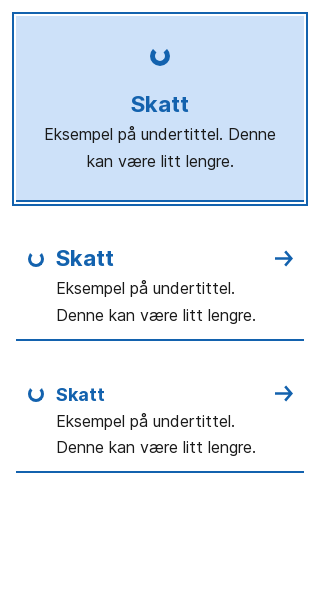 Skatt
Eksempel på undertittel. Denne
kan være litt lengre.
Skatt
Eksempel på undertittel.
Denne kan være litt lengre.
Skatt
Eksempel på undertittel.
Denne kan være litt lengre.